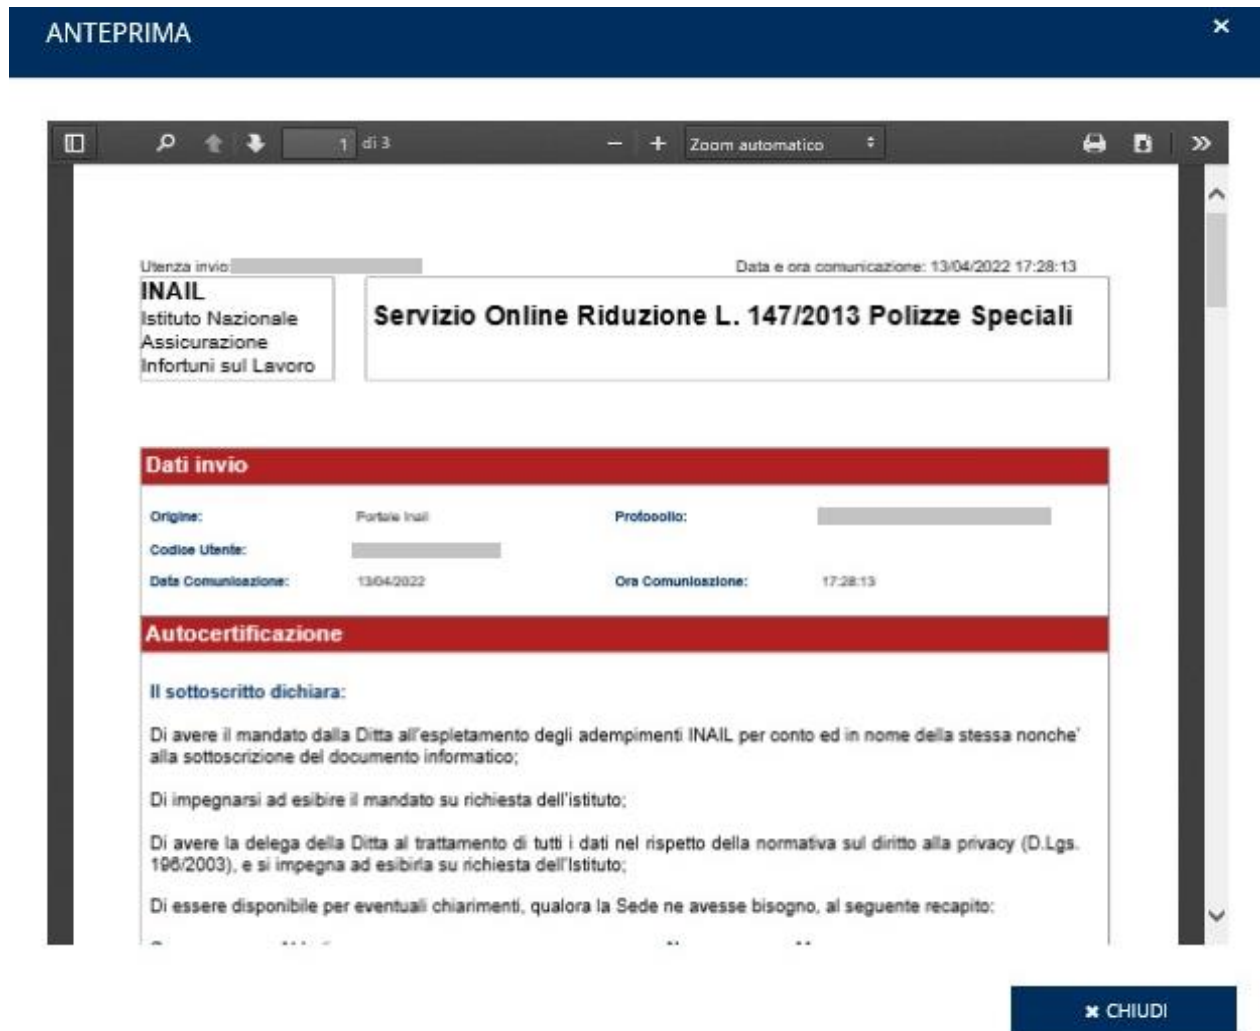 ANTEPRIMA
1 di 3
Zoom automatico
Utenza invio:
Data e ora comunicazione: 13/04/2022 17:28:13
INAIL
Istituto Nazionale
Assicurazione
Infortuni sul Lavoro
Servizio Online Riduzione L. 147/2013 Polizze Speciali
Dati invio
Origine: Portale Inail Protocollo:
Codice Utente:
Data Comunicazione: 13/04/2022 Ora Comunicazione: 17:28:13
Autocertificazione
Il sottoscritto dichiara:
Di avere il mandato dalla Ditta all'espletamento degli adempimenti INAIL per conto ed in nome della stessa nonche'
alla sottoscrizione del documento informatico;
Di impegnarsi ad esibire il mandato su richiesta dell'istituto;
Di avere la delega della Ditta al trattamento di tutti i dati nel rispetto della normativa sul diritto alla privacy (D.Lgs.
196/2003), e si impegna ad esibirla su richiesta dell'Istituto;
Di essere disponibile per eventuali chiarimenti, qualora la Sede ne avesse bisogno, al seguente recapito:
CHIUDI